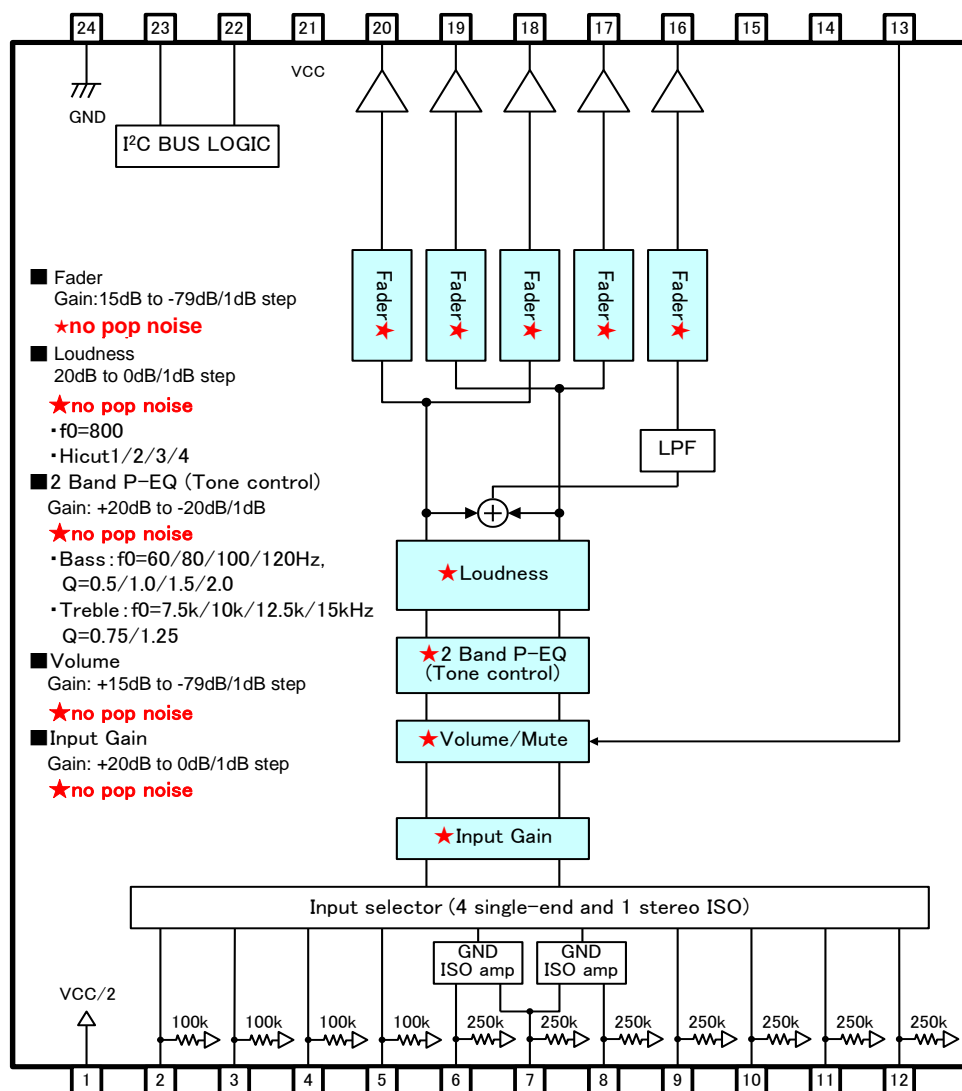 24 23 22 21 20 19 18 17 16 15 14 13
VCC
GND
I²C BUS LOGIC
■ Fader
Gain:15dB to -79dB/1dB step
★no pop noise
■ Loudness
20dB to 0dB/1dB step
★no pop noise
・f0=800
・Hicut1/2/3/4
■2 Band P-EQ (Tone control)
Gain: +20dB to -20dB/1dB
★no pop noise
・Bass:f0=60/80/100/120Hz,
Q=0.5/1.0/1.5/2.0
・Treble:f0=7.5k/10k/12.5k/15kHz
Q=0.75/1.25
■Volume
Gain: +15dB to -79dB/1dB step
★no pop noise
■Input Gain
Gain: +20dB to 0dB/1dB step
★no pop noise
Fader★ Fader★ Fader★ Fader★ Fader★
LPF
+
★Loudness
★2 Band P-EQ
(Tone control)
★Volume/Mute
★Input Gain
Input selector (4 single-end and 1 stereo ISO)
GND
ISO amp
GND
ISO amp
VCC/2
100k 100k 100k 100k 250k 250k 250k 250k 250k 250k 250k
1 2 3 4 5 6 7 8 9 10 11 12